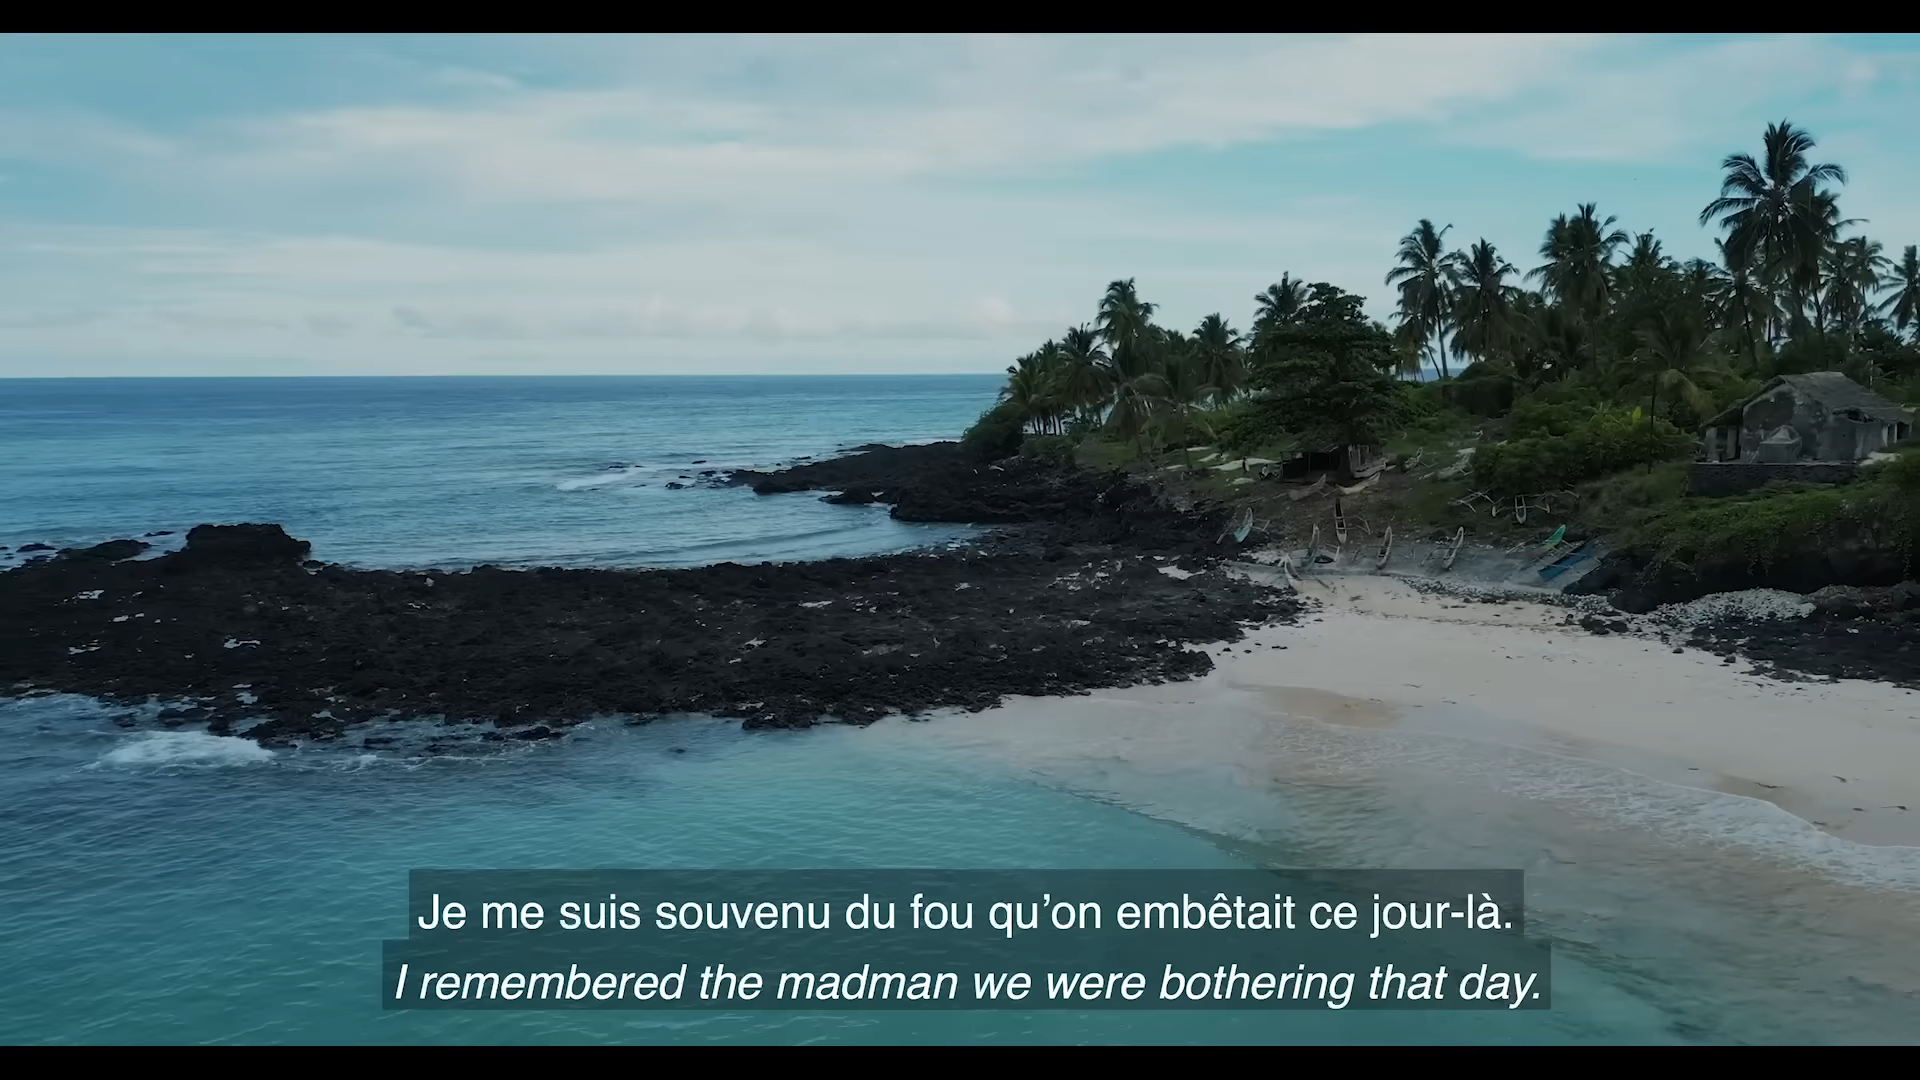 Je me suis souvenu du fou qu’on embêtait ce jour-là.
I remembered the madman we were bothering that day.